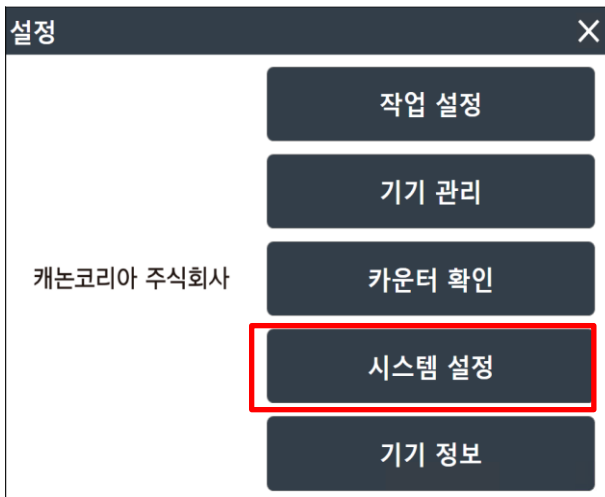 설정
작업 설정
기기 관리
캐논코리아 주식회사
카운터 확인
시스템 설정
기기 정보